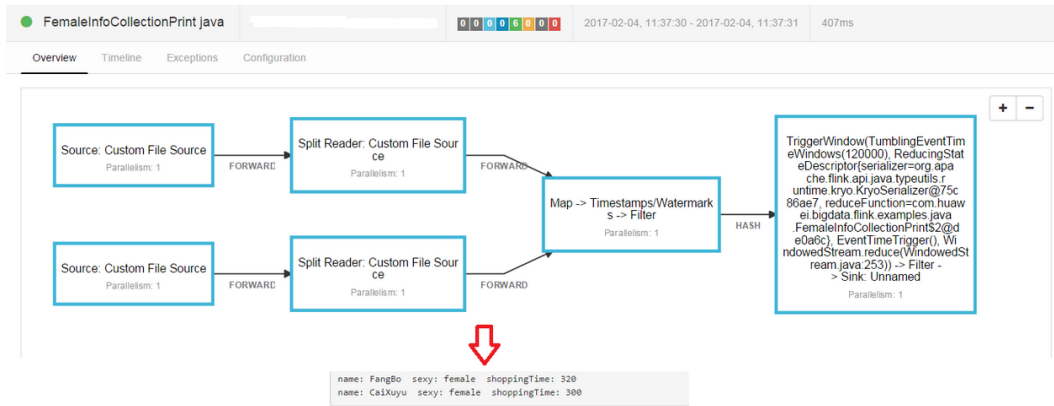 FemaleInfoCollectionPrint java
0 0 0 0 6 0 0 0
2017-02-04, 11:37:30 - 2017-02-04, 11:37:31
407ms
Overview
Timeline
Exceptions
Configuration
+ -
Source: Custom File Source
Parallelism: 1
FORWARD
Split Reader: Custom File Sour
ce
Parallelism: 1
FORWARD
Source: Custom File Source
Parallelism: 1
FORWARD
Split Reader: Custom File Sour
ce
Parallelism: 1
FORWARD
Map -> Timestamps/Watermark
s -> Filter
Parallelism: 1
HASH
TriggerWindow(TumblingEventTim
eWindows(120000), ReducingStat
eDescriptor{serializer=org.apa
che.flink.api.java.typeutils.r
untime.kryo.KryoSerializer@75c
86ae7, reduceFunction=com.huaw
ei.bigdata.flink.examples.java
.FemaleInfoCollectionPrint$2@d
e0a6c}, EventTimeTrigger(), Wi
ndowedStream.reduce(WindowedSt
ream.java:253)) -> Filter -
> Sink: Unnamed
Parallelism: 1
name: FangBo sexy: female shoppingTime: 320
name: CaiXuyu sexy: female shoppingTime: 300